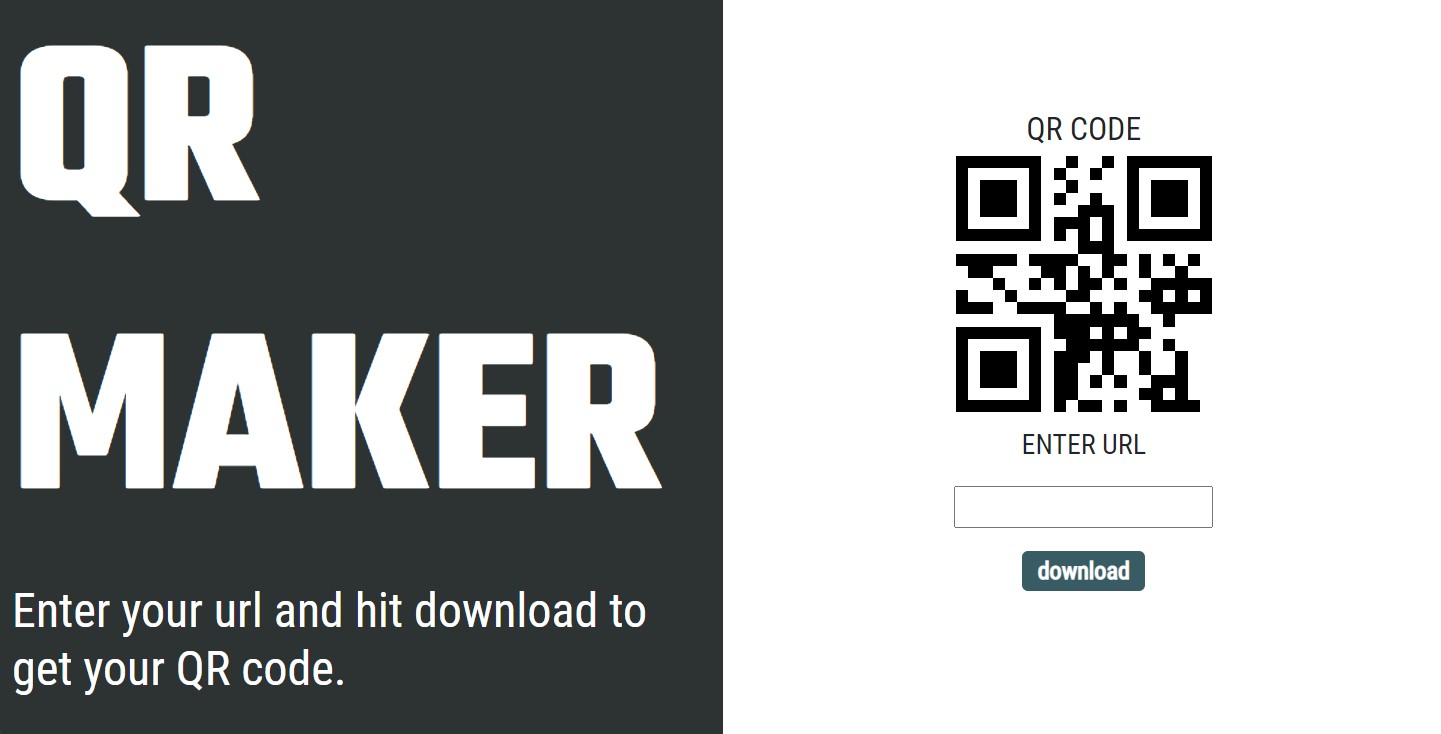 QR
MAKER
Enter your url and hit download to
get your QR code.
QR CODE
ENTER URL
download